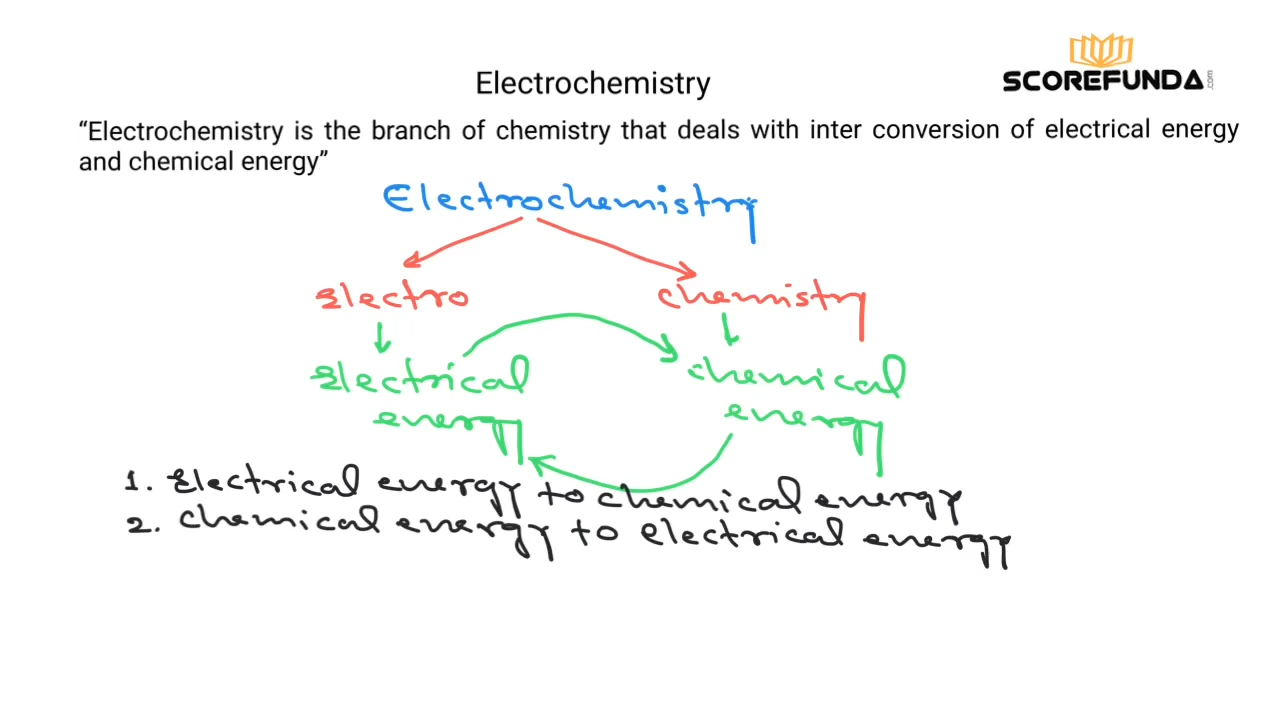 Electrochemistry
SCOREFUNDA.com
“Electrochemistry is the branch of chemistry that deals with inter conversion of electrical energy
and chemical energy”
Electrochemistry
Electro chemistry
Electrical chemical
energy energy
1. Electrical energy to chemical energy
2. chemical energy to electrical energy